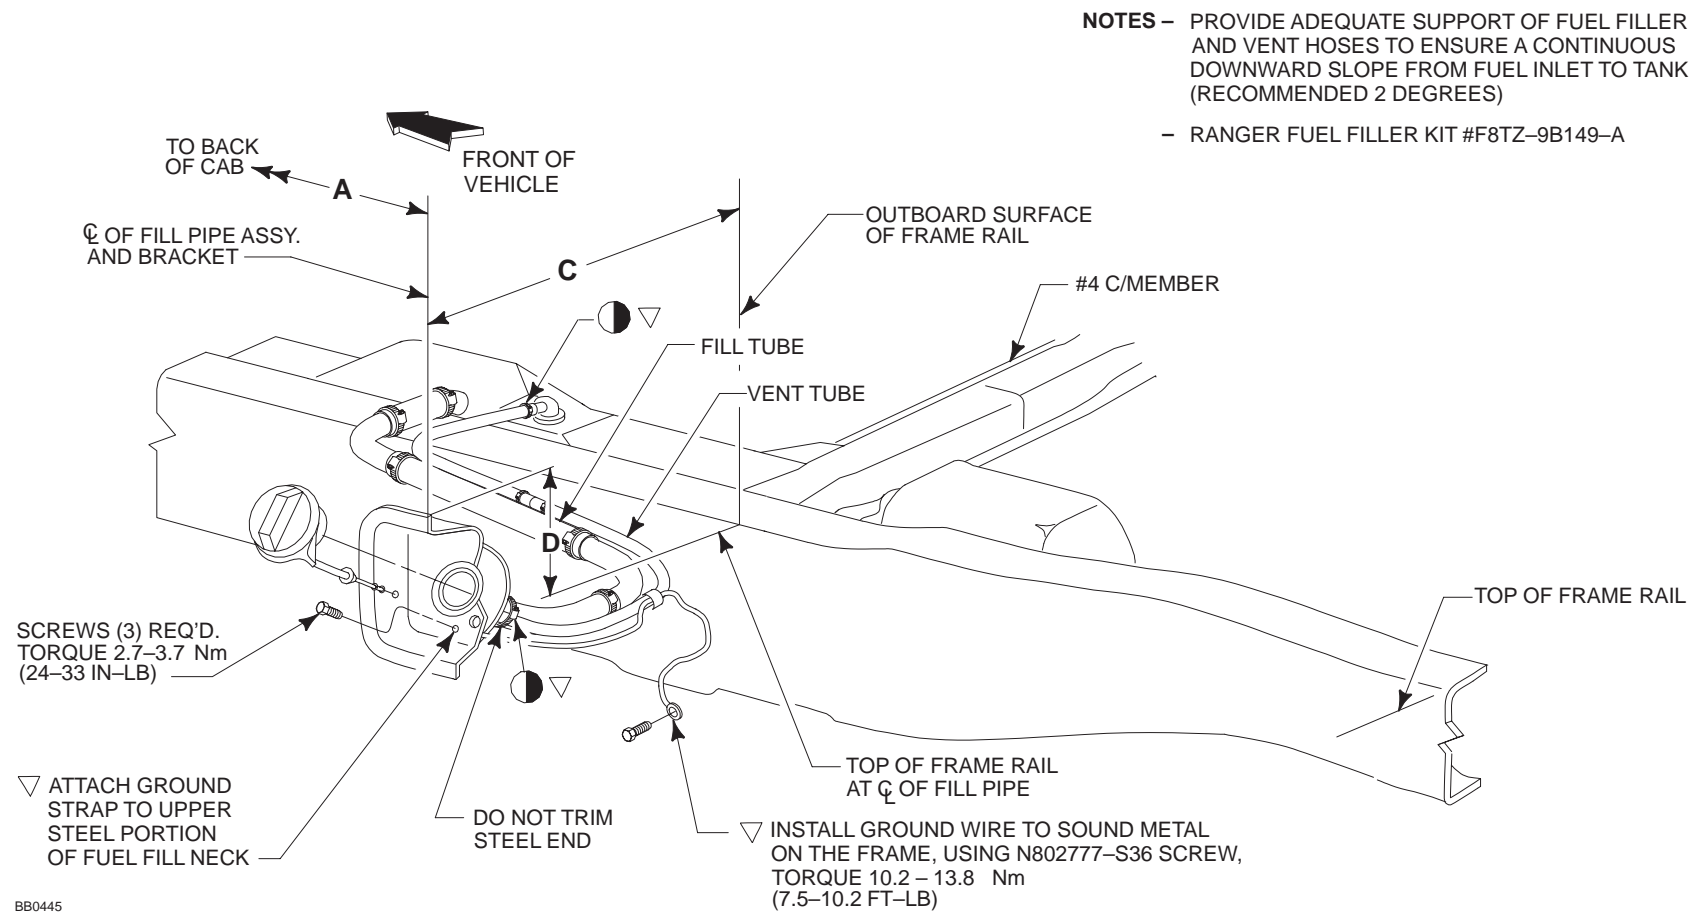 NOTES – PROVIDE ADEQUATE SUPPORT OF FUEL FILLER
AND VENT HOSES TO ENSURE A CONTINUOUS
DOWNWARD SLOPE FROM FUEL INLET TO TANK
(RECOMMENDED 2 DEGREES)
– RANGER FUEL FILLER KIT #F8TZ–9B149–A
TO BACK
OF CAB
A
FRONT OF
VEHICLE
℄ OF FILL PIPE ASSY.
AND BRACKET
C
OUTBOARD SURFACE
OF FRAME RAIL
#4 C/MEMBER
FILL TUBE
VENT TUBE
D
TOP OF FRAME RAIL
SCREWS (3) REQ'D.
TORQUE 2.7–3.7 Nm
(24–33 IN–LB)
▽ ATTACH GROUND
STRAP TO UPPER
STEEL PORTION
OF FUEL FILL NECK
DO NOT TRIM
STEEL END
TOP OF FRAME RAIL
AT ℄ OF FILL PIPE
▽ INSTALL GROUND WIRE TO SOUND METAL
ON THE FRAME, USING N802777–S36 SCREW,
TORQUE 10.2 – 13.8 Nm
(7.5–10.2 FT–LB)
BB0445